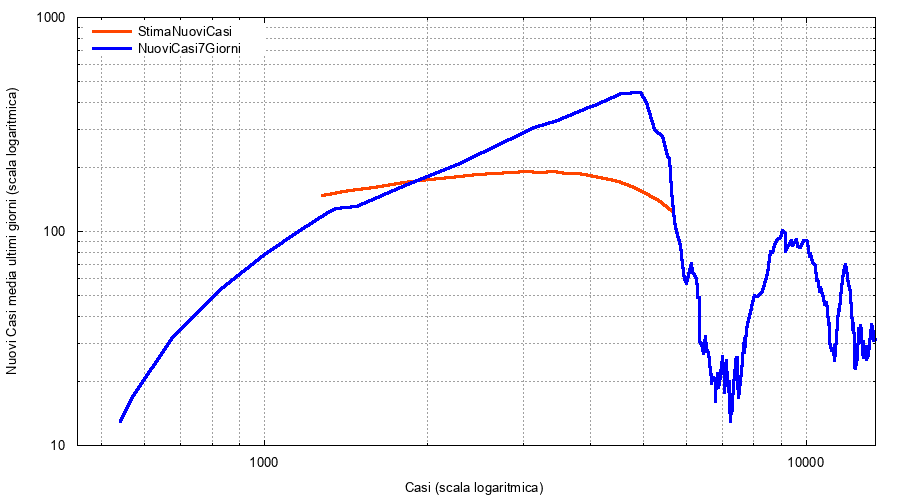 1000
StimaNuoviCasi
NuoviCasi7Giorni
Nuovi Casi media ultimi giorni (scala logaritmica)
100
10
1000
10000
Casi (scala logaritmica)